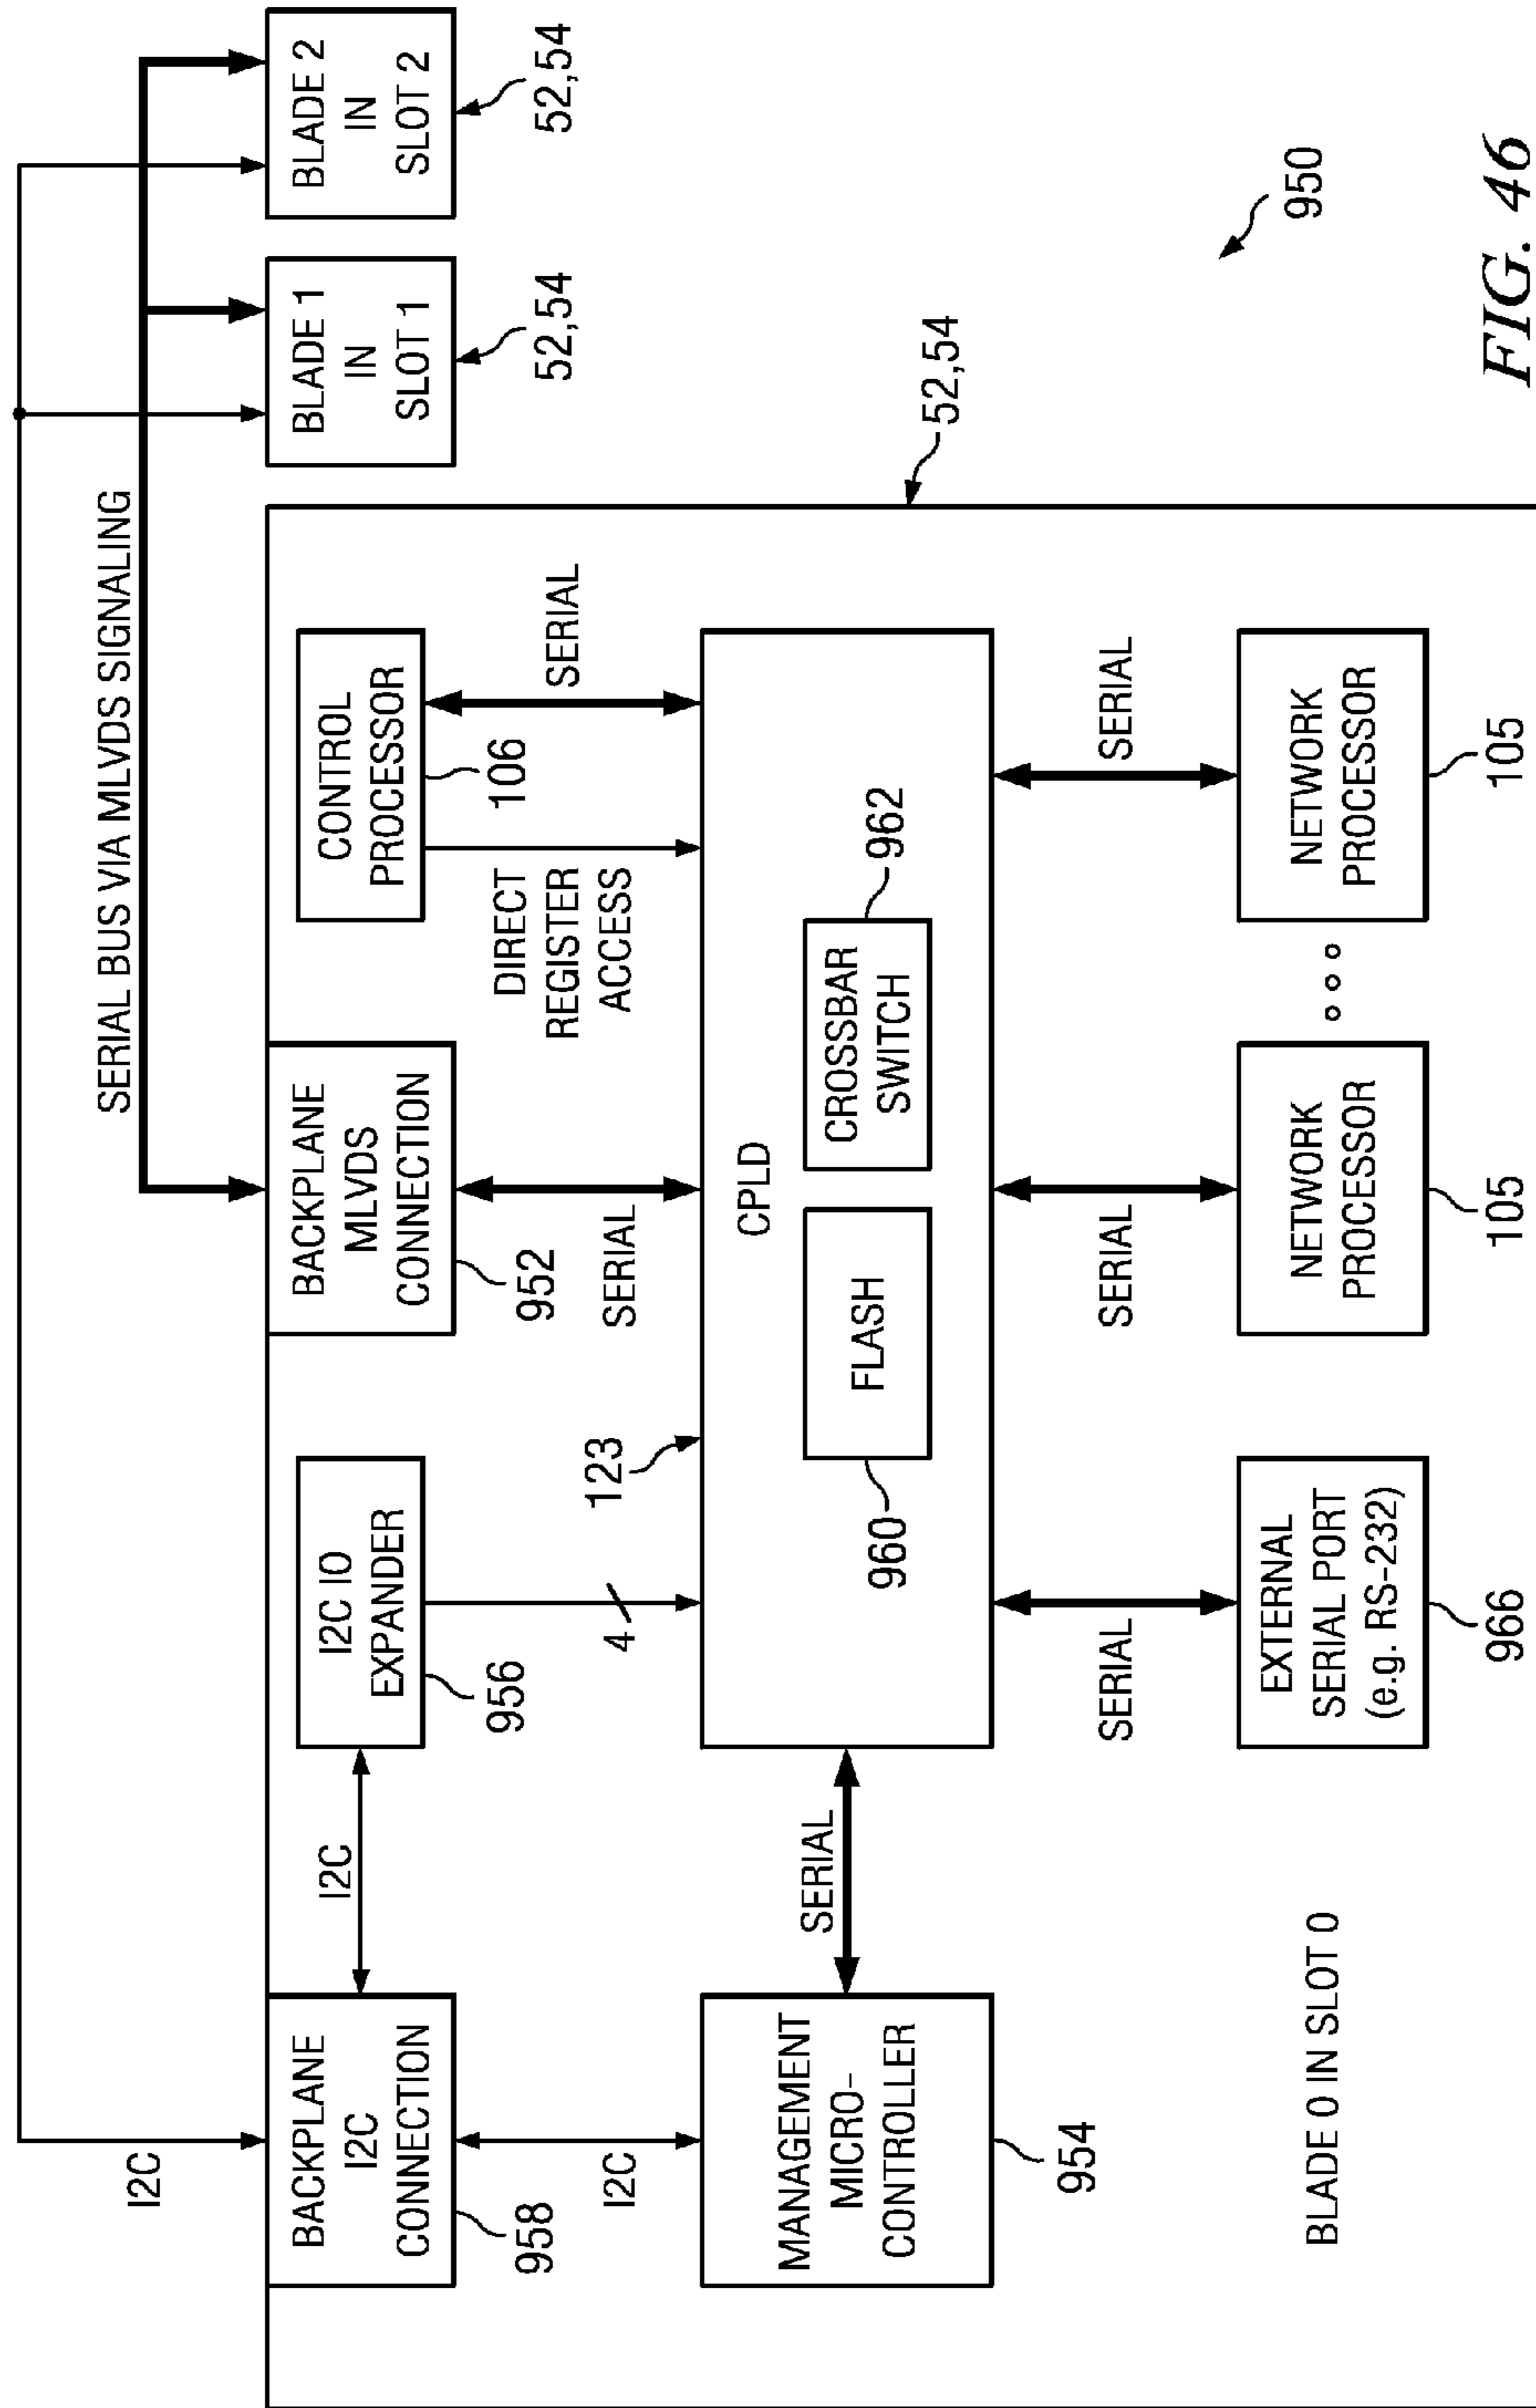 I2C
SERIAL BUS VIA MLVDS SIGNALING
BACKPLANE
I2C
CONNECTION
958
I2C
I2C IO
EXPANDER
956
4
BACKPLANE
MLVDS
CONNECTION
952
SERIAL
CONTROL
PROCESSOR
106
DIRECT
REGISTER
ACCESS
SERIAL
BLADE 1
IN
SLOT 1
52,54
BLADE 2
IN
SLOT 2
52,54
52,54
I2C
MANAGEMENT
MICRO-
CONTROLLER
954
SERIAL
123
CPLD
FLASH
960
CROSSBAR
SWITCH
962
SERIAL
SERIAL
SERIAL
EXTERNAL
SERIAL PORT
(e.g. RS-232)
966
NETWORK
PROCESSOR
105
NETWORK
PROCESSOR
105
BLADE 0 IN SLOT 0
950
FIG. 46